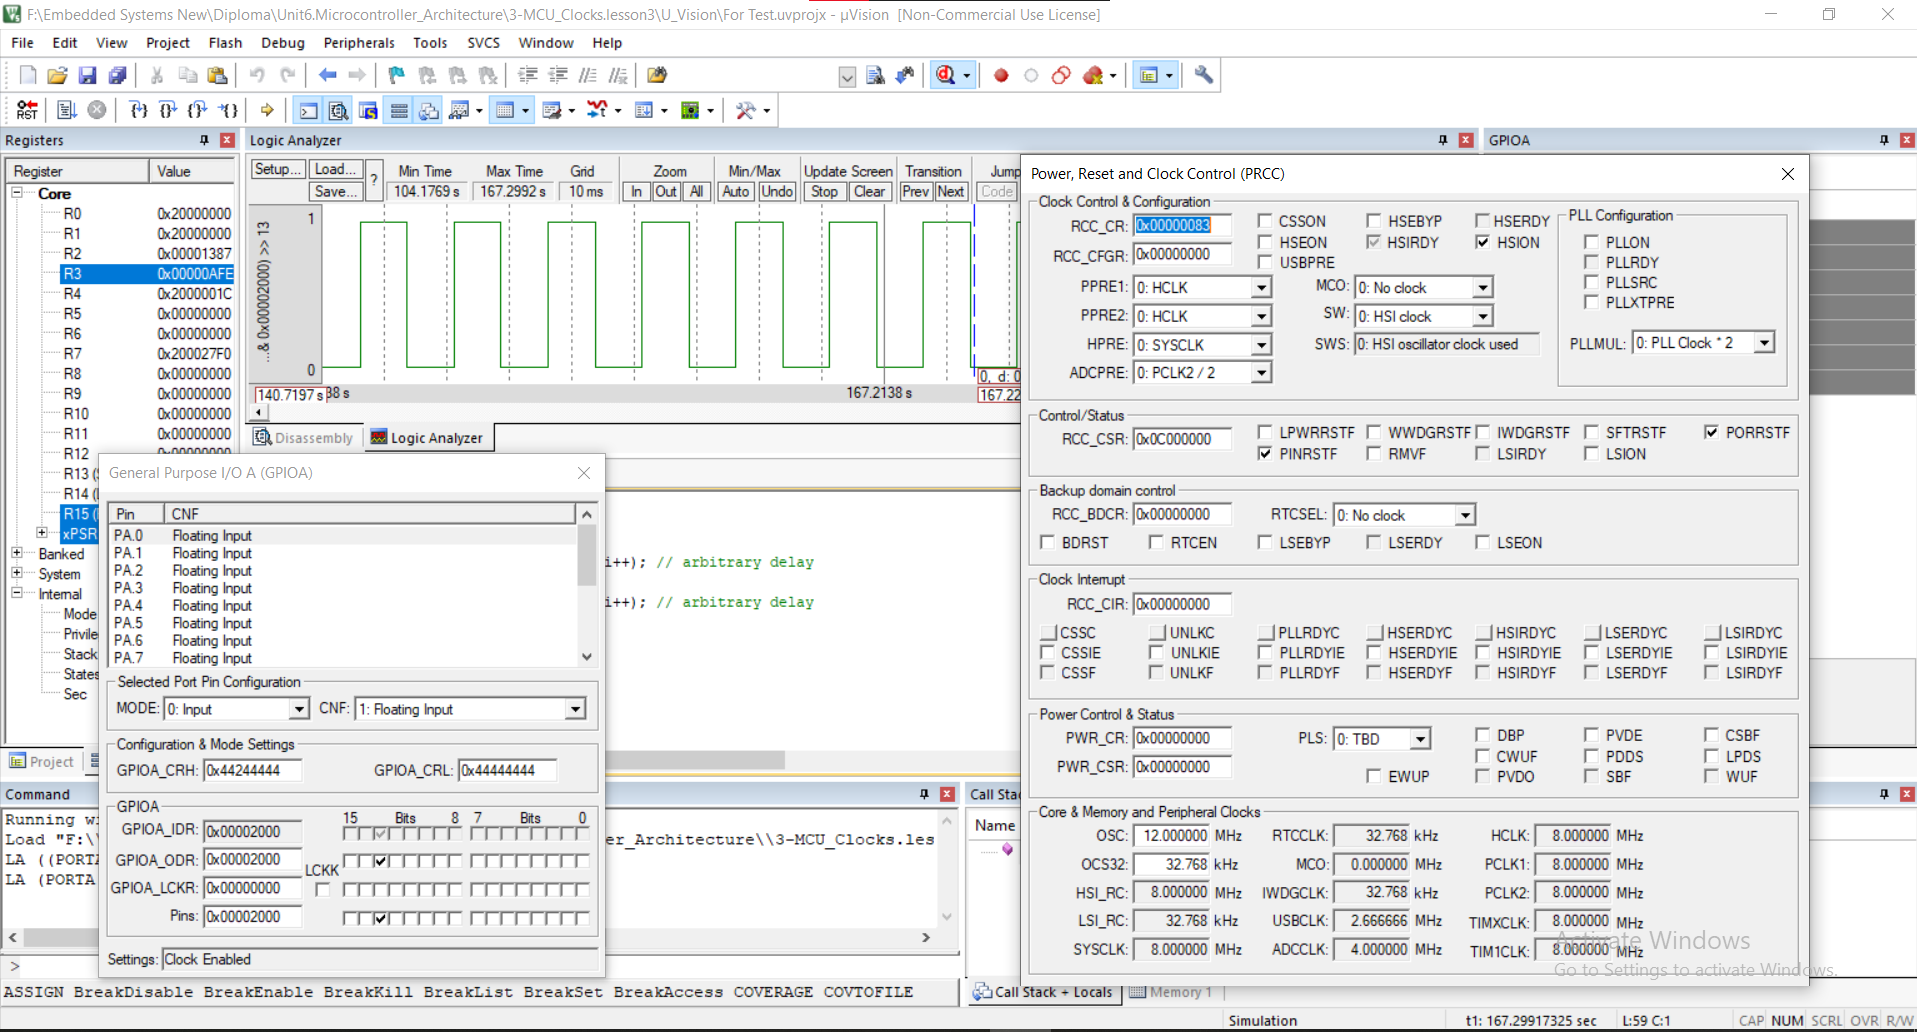 F:\Embedded Systems New\Diploma\Unit6.Microcontroller_Architecture\3-MCU_Clocks.lesson3\U_Vision\For Test.uvprojx - µVision [Non-Commercial Use License]
File Edit View Project Flash Debug Peripherals Tools SVCS Window Help
RST
Registers
Register Value
Core
R0 0x20000000
R1 0x20000000
R2 0x00001387
R3 0x00000AFE
R4 0x2000001C
R5 0x00000000
R6 0x00000000
R7 0x200027F0
R8 0x00000000
R9 0x00000000
R10 0x00000000
R11 0x00000000
R12 0x00000000
R13 (
R14 (
R15 (
xPSR
Banked
System
Internal
Mode
Privile
Stack
States
Sec
Project
Logic Analyzer
Setup... Load... Save... ?
Min Time 104.1769 s
Max Time 167.2992 s
Grid 10 ms
Zoom In Out All
Min/Max Auto Undo
Update Screen Stop Clear
Transition Prev Next
Jump Code
...& 0x00002000) >> 13
1
0
140.7197 s 38 s 167.2138 s
0, d: 0
167.22
Disassembly Logic Analyzer
i++); // arbitrary delay
i++); // arbitrary delay
General Purpose I/O A (GPIOA)
Pin CNF
PA.0 Floating Input
PA.1 Floating Input
PA.2 Floating Input
PA.3 Floating Input
PA.4 Floating Input
PA.5 Floating Input
PA.6 Floating Input
PA.7 Floating Input
Selected Port Pin Configuration
MODE: 0: Input CNF: 1: Floating Input
Configuration & Mode Settings
GPIOA_CRH: 0x44244444 GPIOA_CRL: 0x44444444
GPIOA
15 Bits 8 7 Bits 0
GPIOA_IDR: 0x00002000
GPIOA_ODR: 0x00002000
LCKK
GPIOA_LCKR: 0x00000000
Pins: 0x00002000
Settings: Clock Enabled
GPIOA
Power, Reset and Clock Control (PRCC)
Clock Control & Configuration
RCC_CR: 0x00000083 CSSON HSEBYP HSERDY
HSEON HSIRDY HSION
RCC_CFGR: 0x00000000 USBPRE
PPRE1: 0: HCLK MCO: 0: No clock
PPRE2: 0: HCLK SW: 0: HSI clock
HPRE: 0: SYSCLK SWS: 0: HSI oscillator clock used
ADCPRE: 0: PCLK2 / 2
PLL Configuration
PLLON
PLLRDY
PLLSRC
PLLXTPRE
PLLMUL: 0: PLL Clock * 2
Control/Status
RCC_CSR: 0x0C000000 LPWRRSTF WWDGRSTF IWDGRSTF SFTRSTF PORRSTF
PINRSTF RMVF LSIRDY LSION
Backup domain control
RCC_BDCR: 0x00000000 RTCSEL: 0: No clock
BDRST RTCEN LSEBYP LSERDY LSEON
Clock Interrupt
RCC_CIR: 0x00000000
CSSC UNLKC PLLRDYC HSERDYC HSIRDYC LSERDYC LSIRDYC
CSSIE UNLKIE PLLRDYIE HSERDYIE HSIRDYIE LSERDYIE LSIRDYIE
CSSF UNLKF PLLRDYF HSERDYF HSIRDYF LSERDYF LSIRDYF
Power Control & Status
PWR_CR: 0x00000000 PLS: 0: TBD DBP PVDE CSBF
CWUF PDDS LPDS
PWR_CSR: 0x00000000 EWUP PVDO SBF WUF
Core & Memory and Peripheral Clocks
OSC: 12.000000 MHz RTCCLK: 32.768 kHz HCLK: 8.000000 MHz
OCS32: 32.768 kHz MCO: 0.000000 MHz PCLK1: 8.000000 MHz
HSI_RC: 8.000000 MHz IWDGCLK: 32.768 kHz PCLK2: 8.000000 MHz
LSI_RC: 32.768 kHz USBCLK: 2.666666 MHz TIMXCLK: 8.000000 MHz
SYSCLK: 8.000000 MHz ADCCLK: 4.000000 MHz TIM1CLK: 8.000000 MHz
Activate Windows
Go to Settings to activate Windows.
Command
Running wi
Load "F:\ er_Architecture\\3-MCU_Clocks.les
LA ((PORTA
LA (PORTA
>
ASSIGN BreakDisable BreakEnable BreakKill BreakList BreakSet BreakAccess COVERAGE COVTOFILE
Call Stac
Name
Call Stack + Locals Memory 1
Simulation t1: 167.29917325 sec L:59 C:1 CAP NUM SCRL OVR R/W